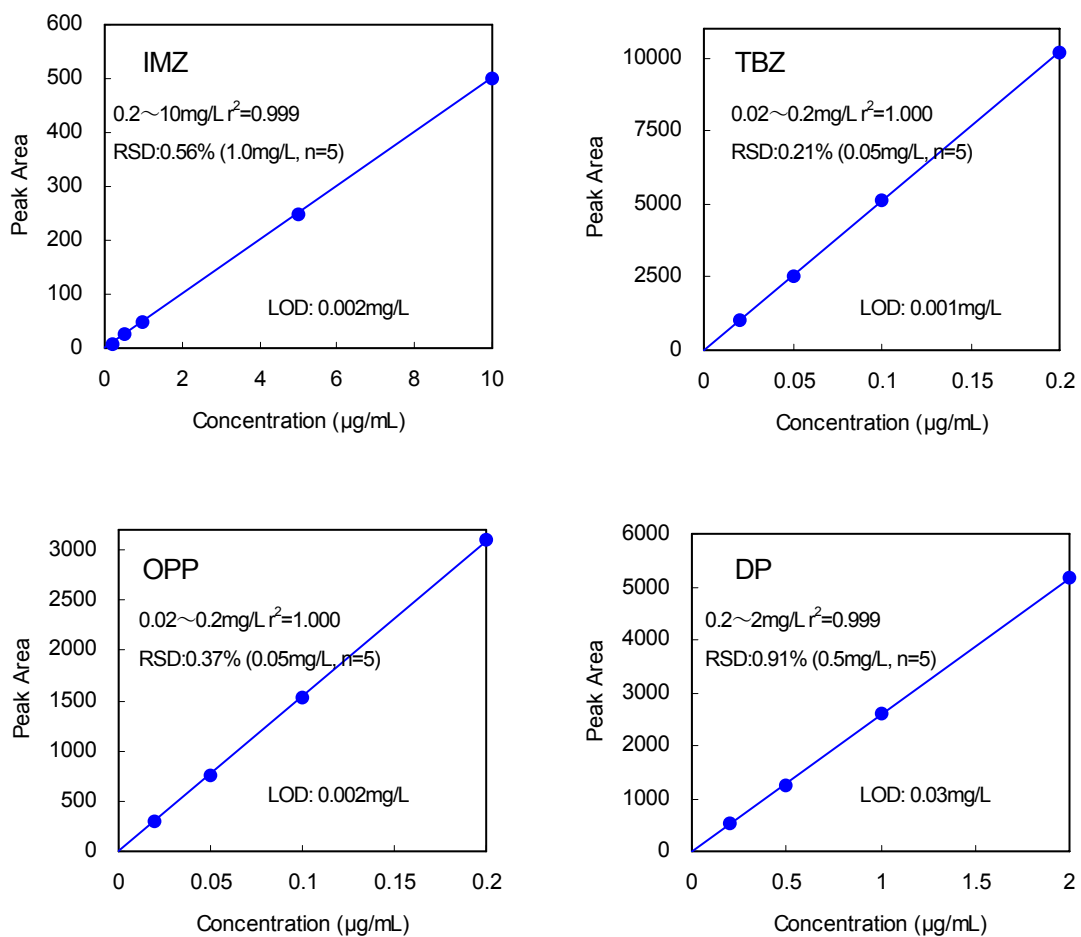 600
500
400
300
200
100
0
Peak Area
IMZ
0.2～10mg/L r²=0.999
RSD:0.56% (1.0mg/L, n=5)
LOD: 0.002mg/L
0 2 4 6 8 10
Concentration (µg/mL)
10000
7500
5000
2500
0
Peak Area
TBZ
0.02～0.2mg/L r²=1.000
RSD:0.21% (0.05mg/L, n=5)
LOD: 0.001mg/L
0 0.05 0.1 0.15 0.2
Concentration (µg/mL)
3000
2500
2000
1500
1000
500
0
Peak Area
OPP
0.02～0.2mg/L r²=1.000
RSD:0.37% (0.05mg/L, n=5)
LOD: 0.002mg/L
0 0.05 0.1 0.15 0.2
Concentration (µg/mL)
6000
5000
4000
3000
2000
1000
0
Peak Area
DP
0.2～2mg/L r²=0.999
RSD:0.91% (0.5mg/L, n=5)
LOD: 0.03mg/L
0 0.5 1 1.5 2
Concentration (µg/mL)